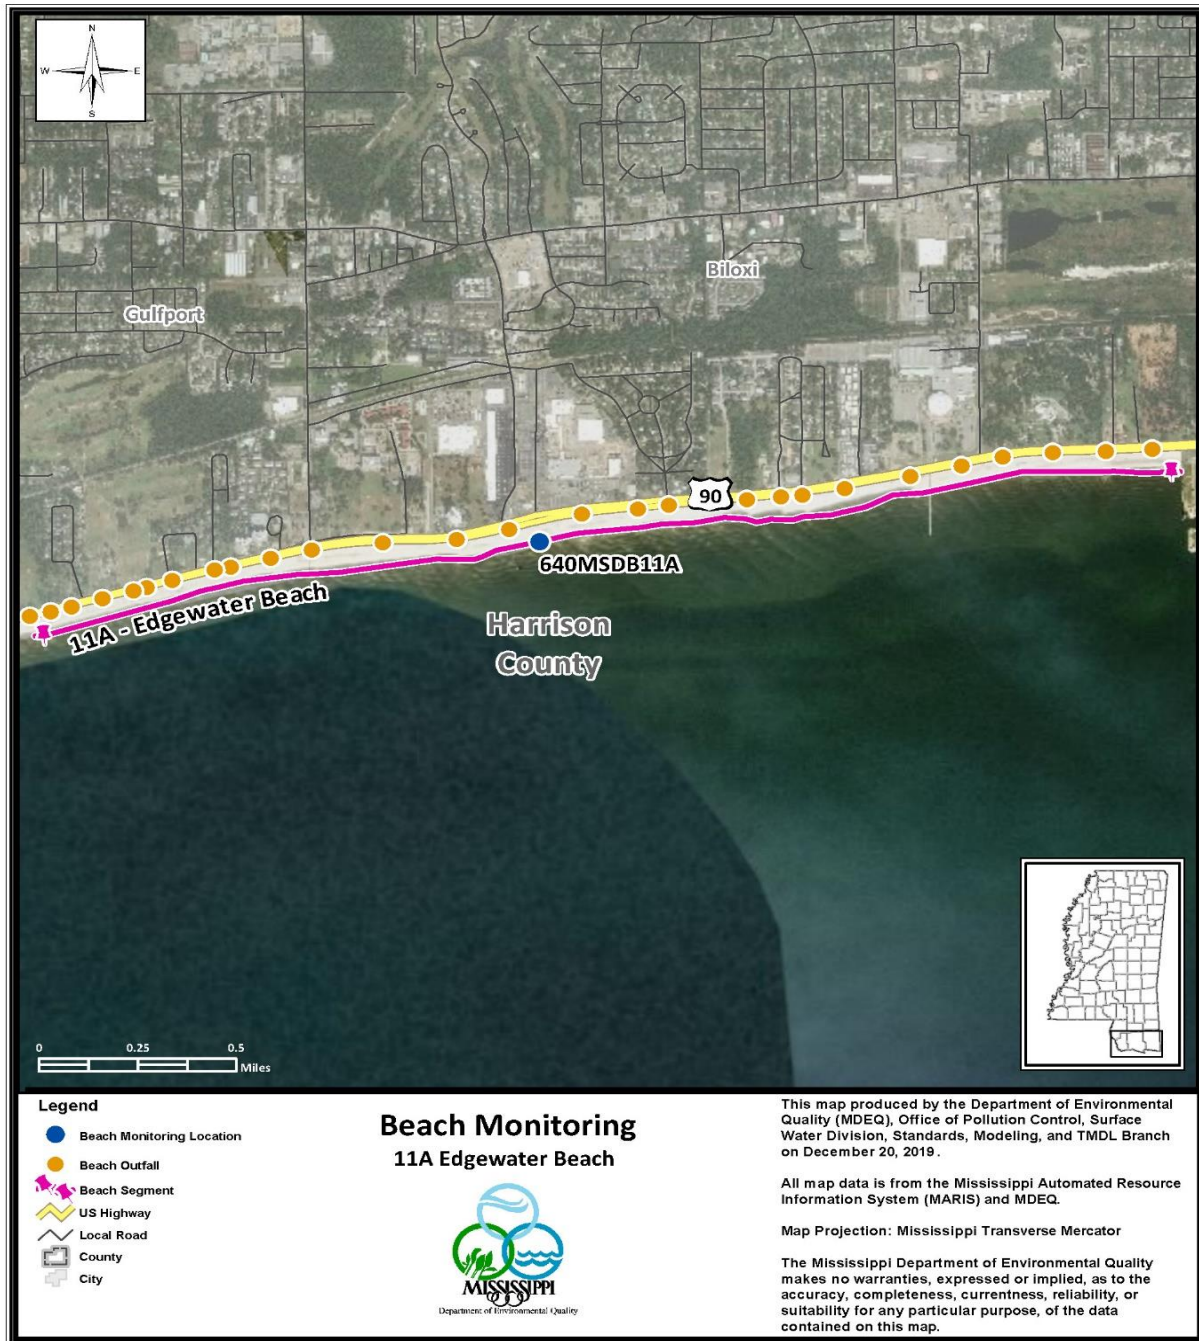 N
W E
S
Biloxi
Gulfport
90
640MSDB11A
11A - Edgewater Beach
Harrison
County
0 0.25 0.5
Miles
Legend
Beach Monitoring Location
Beach Outfall
Beach Segment
US Highway
Local Road
County
City
Beach Monitoring
11A Edgewater Beach
MISSISSIPPI
Department of Environmental Quality
This map produced by the Department of Environmental
Quality (MDEQ), Office of Pollution Control, Surface
Water Division, Standards, Modeling, and TMDL Branch
on December 20, 2019.
All map data is from the Mississippi Automated Resource
Information System (MARIS) and MDEQ.
Map Projection: Mississippi Transverse Mercator
The Mississippi Department of Environmental Quality
makes no warranties, expressed or implied, as to the
accuracy, completeness, currentness, reliability, or
suitability for any particular purpose, of the data
contained on this map.